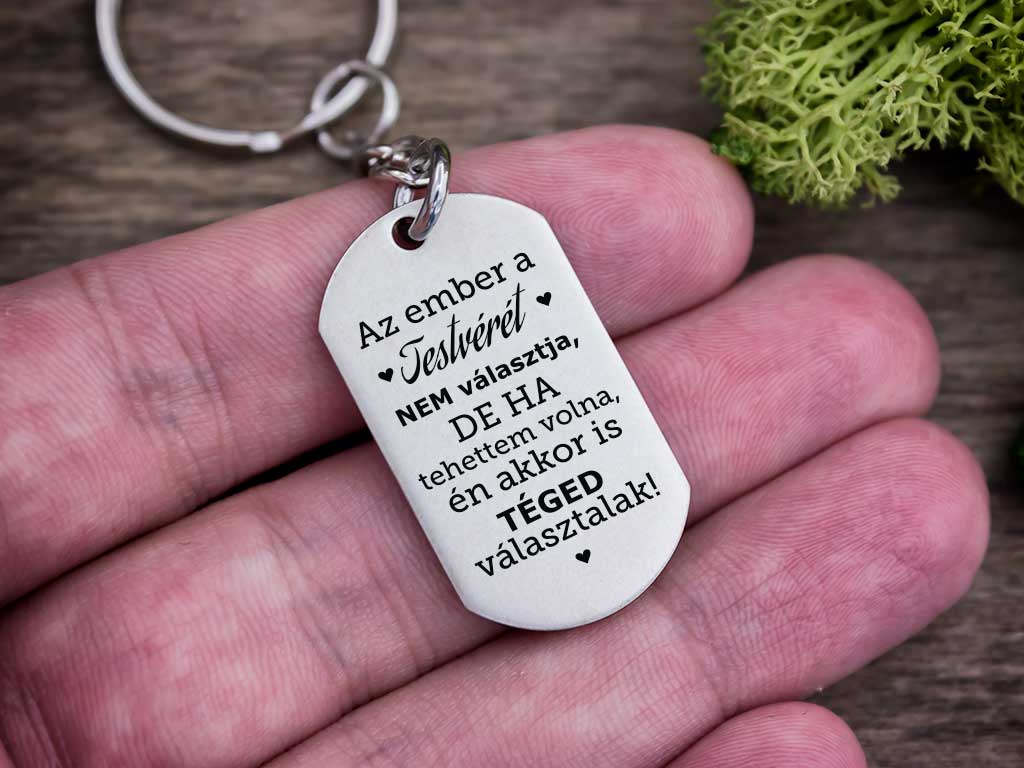 Az ember a
Testvérét
NEM választja,
DE HA
tehettem volna,
én akkor is
TÉGED
választalak!